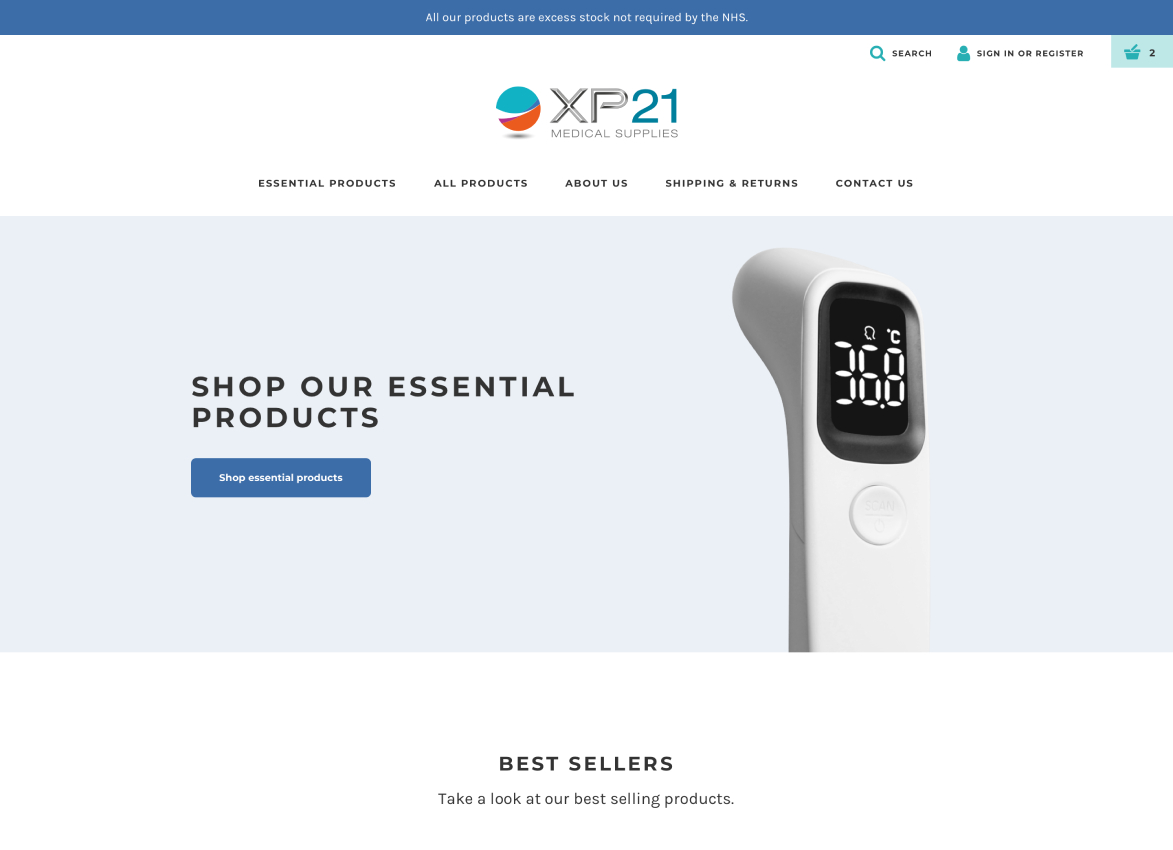 All our products are excess stock not required by the NHS.
SEARCH
SIGN IN OR REGISTER
2
XP21
MEDICAL SUPPLIES
ESSENTIAL PRODUCTS
ALL PRODUCTS
ABOUT US
SHIPPING & RETURNS
CONTACT US
SHOP OUR ESSENTIAL
PRODUCTS
Shop essential products
°C
36.0
SCAN
BEST SELLERS
Take a look at our best selling products.